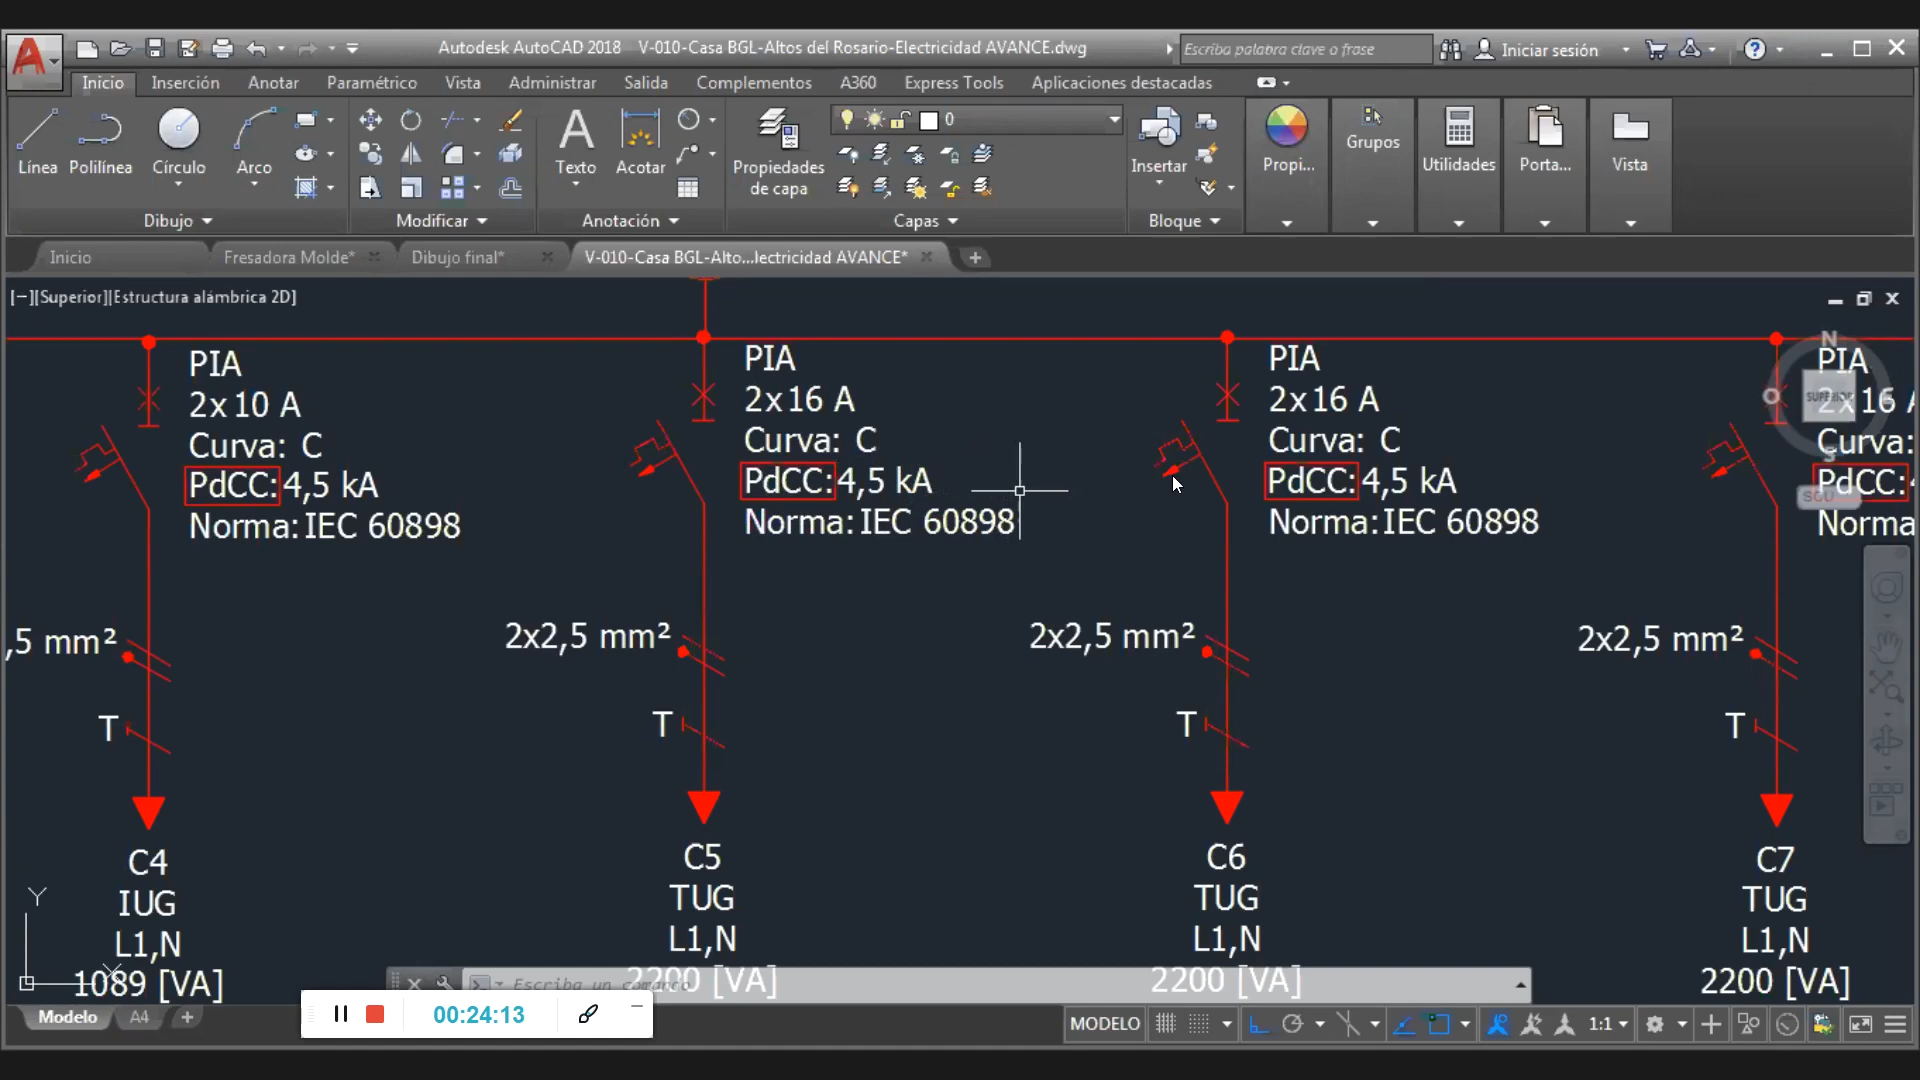 Autodesk AutoCAD 2018 V-010-Casa BGL-Altos del Rosario-Electricidad AVANCE.dwg
Escriba palabra clave o frase
Iniciar sesión
Inicio Inserción Anotar Paramétrico Vista Administrar Salida Complementos A360 Express Tools Aplicaciones destacadas
Línea Polilínea Círculo Arco
Texto Acotar
Propiedades de capa
0
Insertar
Propi... Grupos Utilidades Porta... Vista
Dibujo Modificar Anotación Capas Bloque
Inicio Fresadora Molde* Dibujo final* V-010-Casa BGL-Alto...lectricidad AVANCE*
[−][Superior][Estructura alámbrica 2D]
PIA
2x10 A
Curva: C
PdCC: 4,5 kA
Norma: IEC 60898
PIA
2x16 A
Curva: C
PdCC: 4,5 kA
Norma: IEC 60898
PIA
2x16 A
Curva: C
PdCC: 4,5 kA
Norma: IEC 60898
PIA
2x16 A
Curva:
PdCC:
Norma
N
O
SUPERIOR
S
SCU
,5 mm²
2x2,5 mm²
2x2,5 mm²
2x2,5 mm²
T
T
T
T
C4
IUG
L1,N
1089 [VA]
C5
TUG
L1,N
2200 [VA]
C6
TUG
L1,N
2200 [VA]
C7
TUG
L1,N
2200 [VA]
Y
X
Escriba un comando
Modelo A4
00:24:13
MODELO
1:1